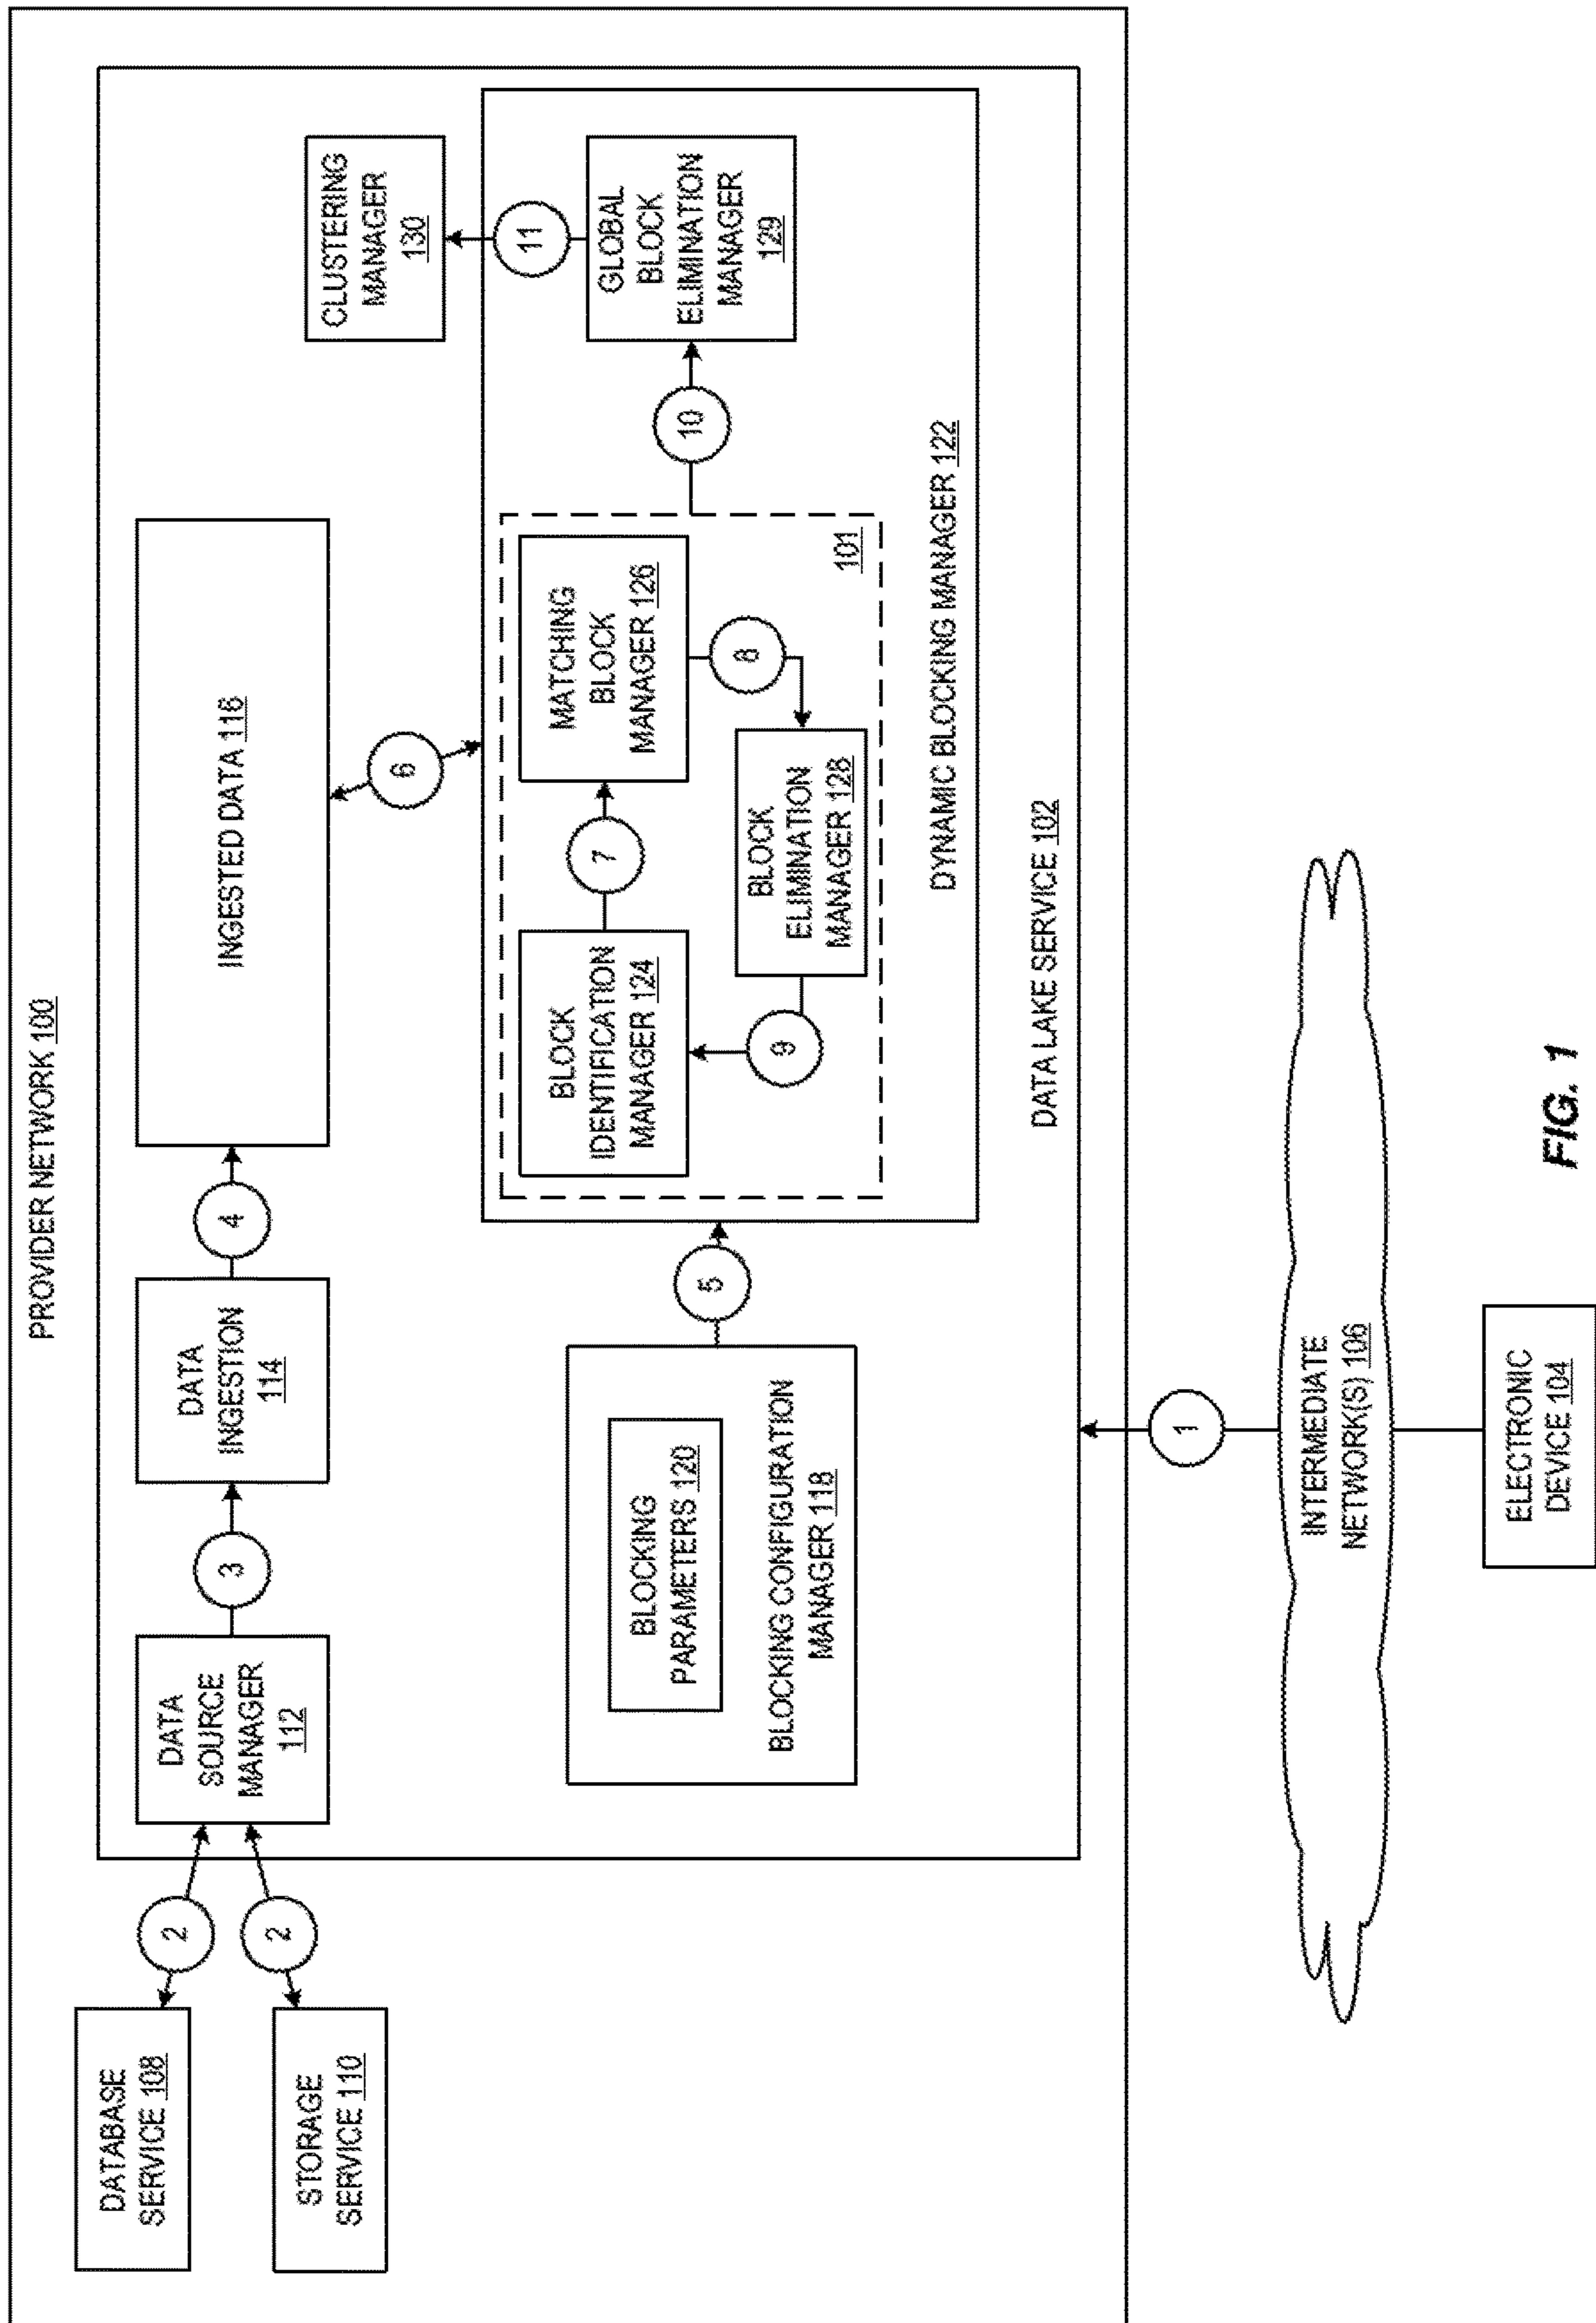 PROVIDER NETWORK 100
DATABASE
SERVICE 108
STORAGE
SERVICE 110
2
2
DATA
SOURCE
MANAGER
112
3
DATA
INGESTION
114
4
INGESTED DATA 116
CLUSTERING
MANAGER
130
6
11
BLOCKING
PARAMETERS 120
BLOCKING CONFIGURATION
MANAGER 118
5
BLOCK
IDENTIFICATION
MANAGER 124
7
MATCHING
BLOCK
MANAGER 126
8
BLOCK
ELIMINATION
MANAGER 128
9
101
10
GLOBAL
BLOCK
ELIMINATION
MANAGER
129
DYNAMIC BLOCKING MANAGER 122
DATA LAKE SERVICE 102
1
INTERMEDIATE
NETWORK(S) 106
ELECTRONIC
DEVICE 104
FIG. 1